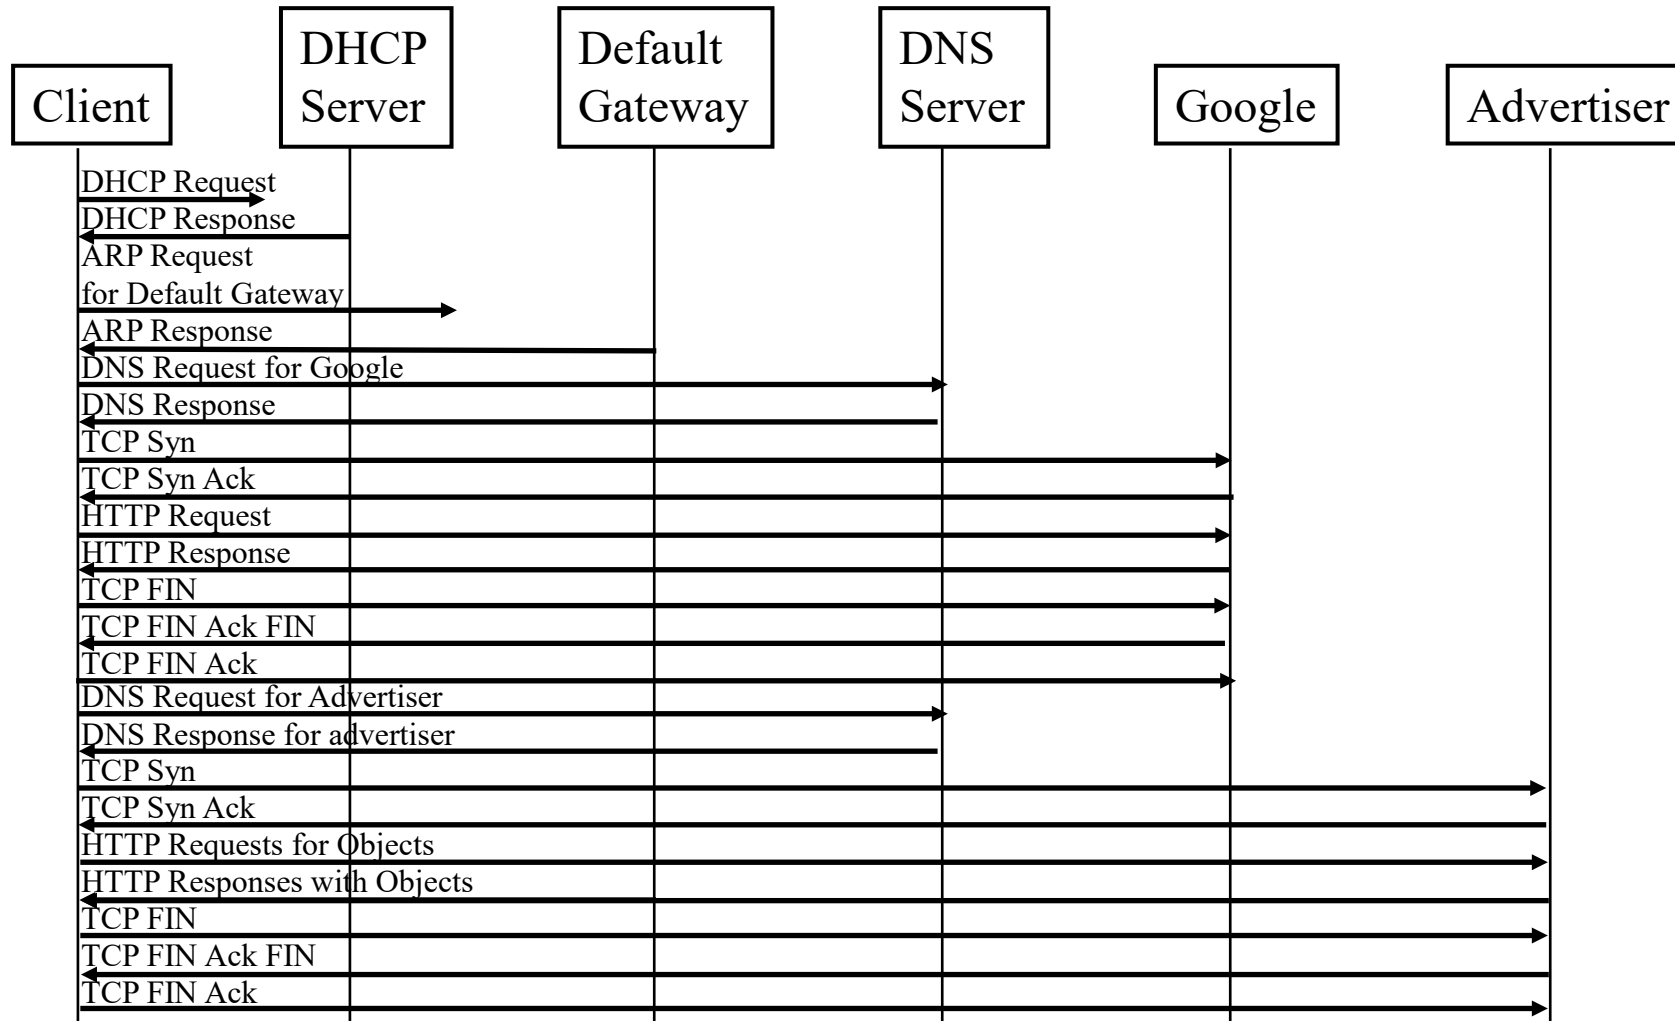 Client
DHCP
Server
Default
Gateway
DNS
Server
Google
Advertiser
DHCP Request
DHCP Response
ARP Request
for Default Gateway
ARP Response
DNS Request for Google
DNS Response
TCP Syn
TCP Syn Ack
HTTP Request
HTTP Response
TCP FIN
TCP FIN Ack FIN
TCP FIN Ack
DNS Request for Advertiser
DNS Response for advertiser
TCP Syn
TCP Syn Ack
HTTP Requests for Objects
HTTP Responses with Objects
TCP FIN
TCP FIN Ack FIN
TCP FIN Ack